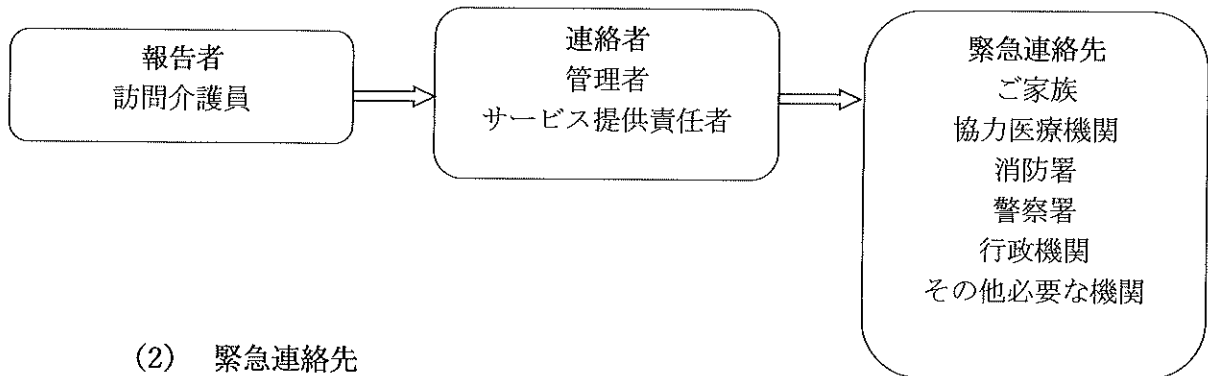 報告者
訪問介護員
連絡者
管理者
サービス提供責任者
緊急連絡先
ご家族
協力医療機関
消防署
警察署
行政機関
その他必要な機関
(2) 緊急連絡先